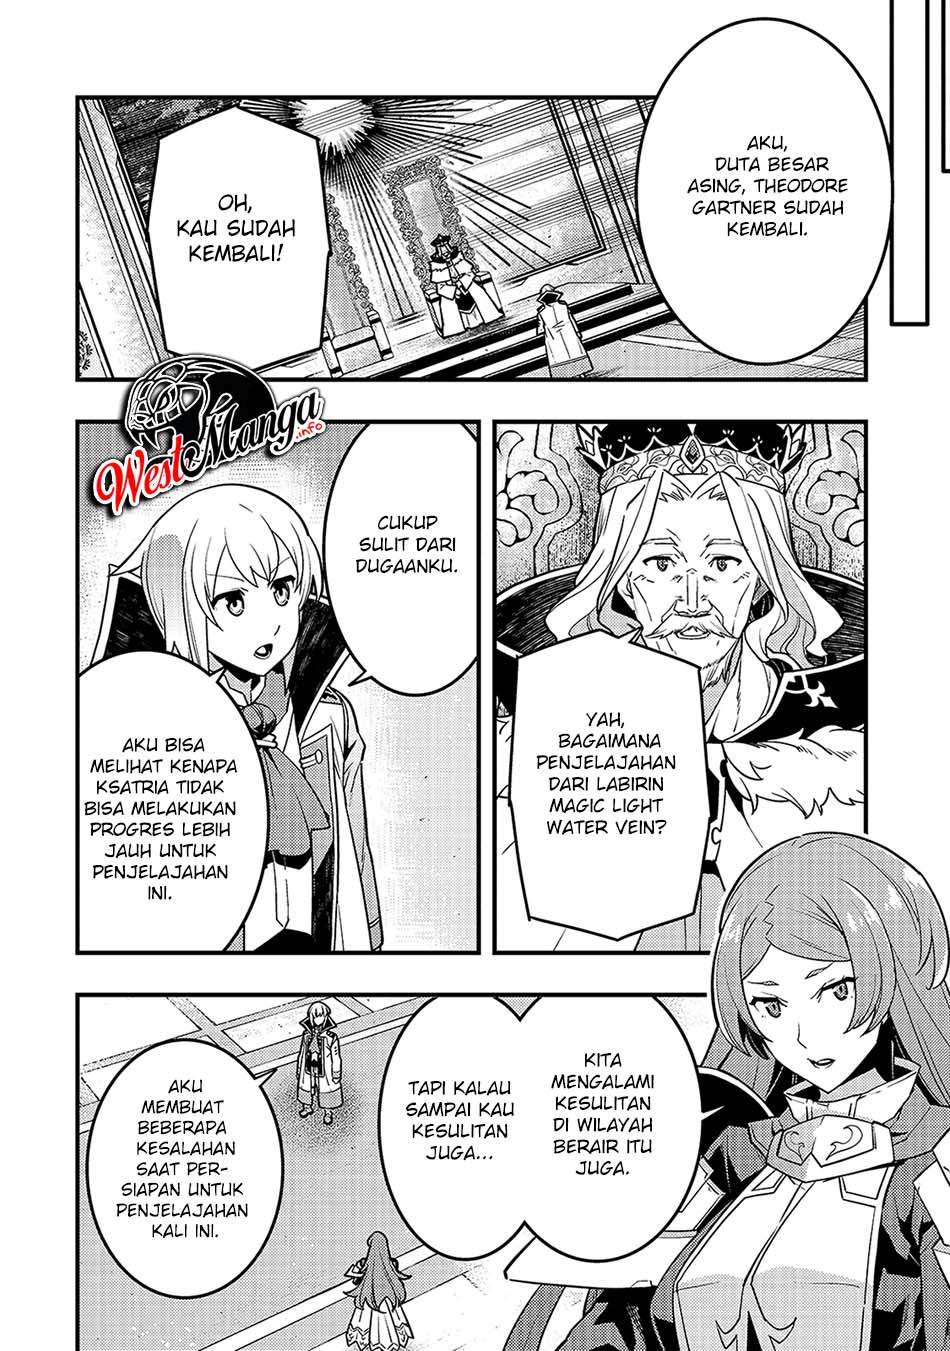 AKU,
DUTA BESAR
ASING, THEODORE
GARTNER SUDAH
KEMBALI.
OH,
KAU SUDAH
KEMBALI!
WESTMANGA
.info
YAH,
BAGAIMANA
PENJELAJAHAN
DARI LABIRIN
MAGIC LIGHT
WATER VEIN?
CUKUP
SULIT DARI
DUGAANKU.
AKU BISA
MELIHAT KENAPA
KSATRIA TIDAK
BISA MELAKUKAN
PROGRES LEBIH
JAUH UNTUK
PENJELAJAHAN
INI.
KITA
MENGALAMI
KESULITAN
DI WILAYAH
BERAIR ITU
JUGA.
TAPI KALAU
SAMPAI KAU
KESULITAN
JUGA...
AKU
MEMBUAT
BEBERAPA
KESALAHAN
SAAT PER-
SIAPAN UNTUK
PENJELAJAHAN
KALI INI.